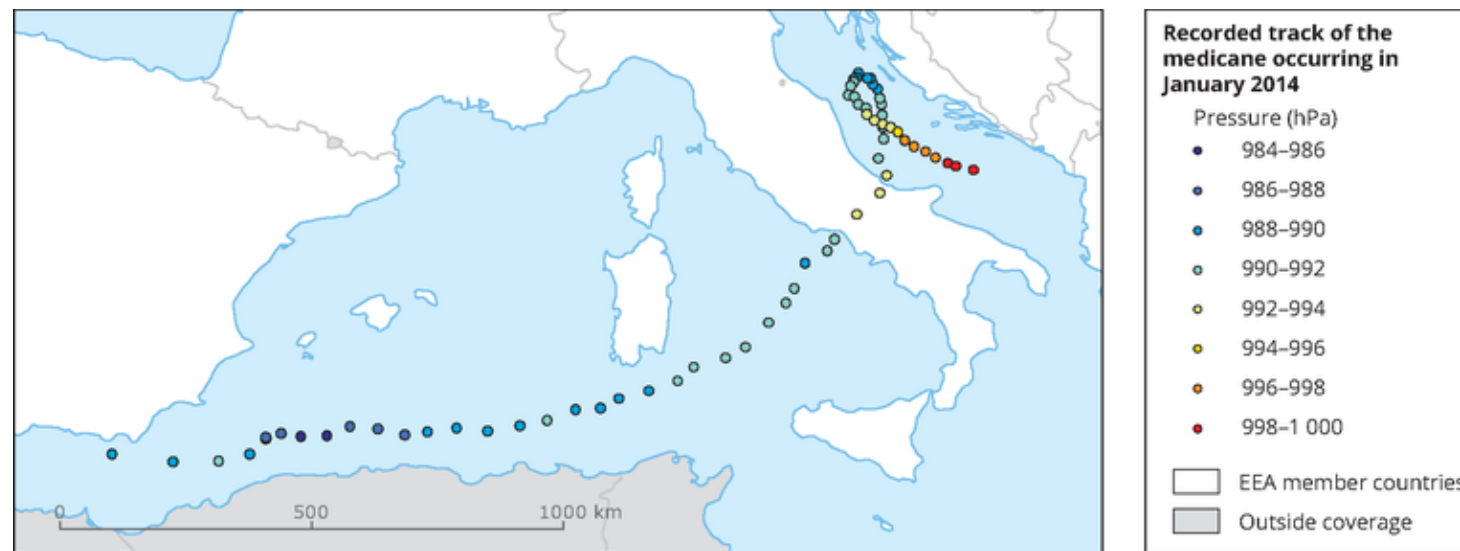 Recorded track of the
medicane occurring in
January 2014
Pressure (hPa)
984–986
986–988
988–990
990–992
992–994
994–996
996–998
998–1 000
EEA member countries
Outside coverage
0 500 1000 km